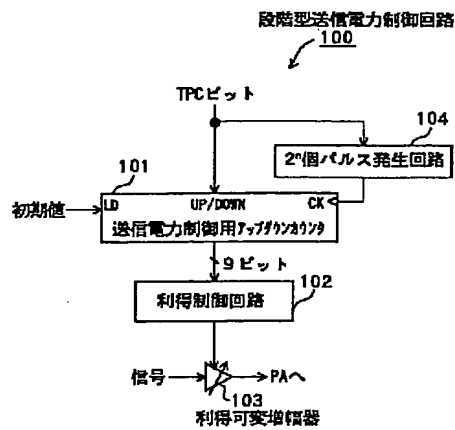 段階型送信電力制御回路
100
TPCビット
104
2ⁿ個パルス発生回路
101
初期値
LD UP/DOWN CK
送信電力制御用アップダウンカウンタ
9ビット
102
利得制御回路
信号
PAへ
103
利得可変増幅器